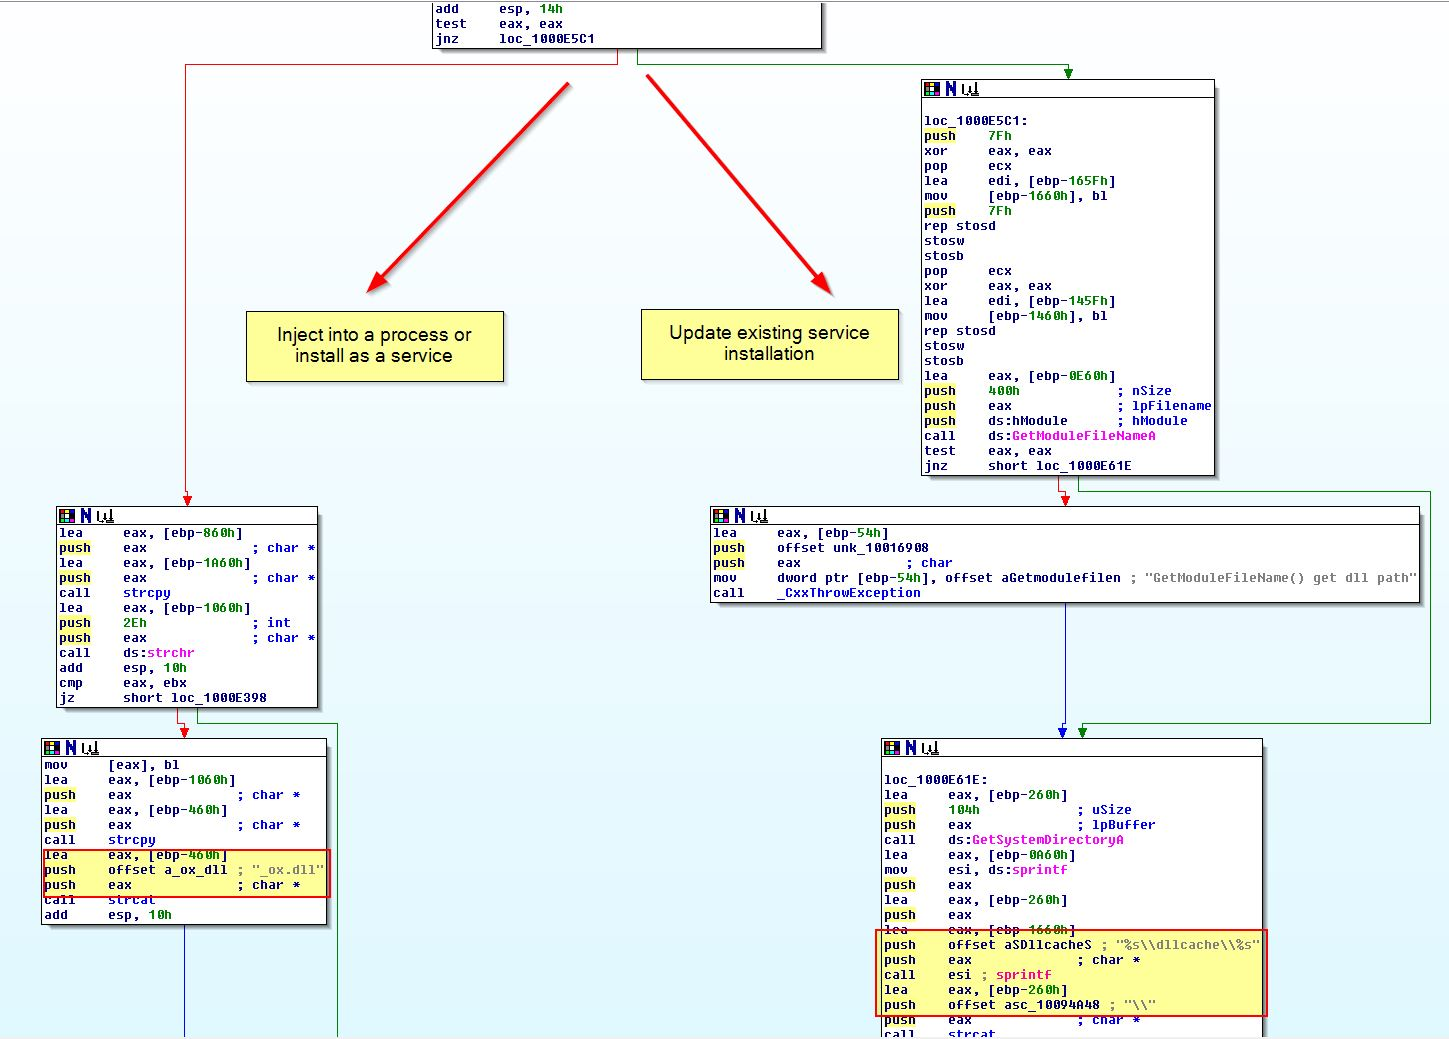 add esp, 14h
test eax, eax
jnz loc_1000E5C1
N
loc_1000E5C1:
push 7Fh
xor eax, eax
pop ecx
lea edi, [ebp-165Fh]
mov [ebp-1660h], bl
push 7Fh
rep stosd
stosw
stosb
pop ecx
xor eax, eax
lea edi, [ebp-145Fh]
mov [ebp-1460h], bl
rep stosd
stosw
stosb
lea eax, [ebp-0E60h]
push 400h ; nSize
push eax ; lpFilename
push ds:hModule ; hModule
call ds:GetModuleFileNameA
test eax, eax
jnz short loc_1000E61E
Inject into a process or
install as a service
Update existing service
installation
N
lea eax, [ebp-860h]
push eax ; char *
lea eax, [ebp-1A60h]
push eax ; char *
call strcpy
lea eax, [ebp-1060h]
push 2Eh ; int
push eax ; char *
call ds:strchr
add esp, 10h
cmp eax, ebx
jz short loc_1000E398
N
lea eax, [ebp-54h]
push offset unk_10016908
push eax ; char
mov dword ptr [ebp-54h], offset aGetmodulefilen ; "GetModuleFileName() get dll path"
call _CxxThrowException
N
mov [eax], bl
lea eax, [ebp-1060h]
push eax ; char *
lea eax, [ebp-460h]
push eax ; char *
call strcpy
lea eax, [ebp-460h]
push offset a_ox_dll ; "_ox.dll"
push eax ; char *
call strcat
add esp, 10h
N
loc_1000E61E:
lea eax, [ebp-260h]
push 104h ; uSize
push eax ; lpBuffer
call ds:GetSystemDirectoryA
lea eax, [ebp-0A60h]
mov esi, ds:sprintf
push eax
lea eax, [ebp-260h]
push eax
lea eax, [ebp-1660h]
push offset aSDllcacheS ; "%s\\dllcache\\%s"
push eax ; char *
call esi ; sprintf
lea eax, [ebp-260h]
push offset asc_10094A48 ; "\\"
push eax ; char *
call strcat